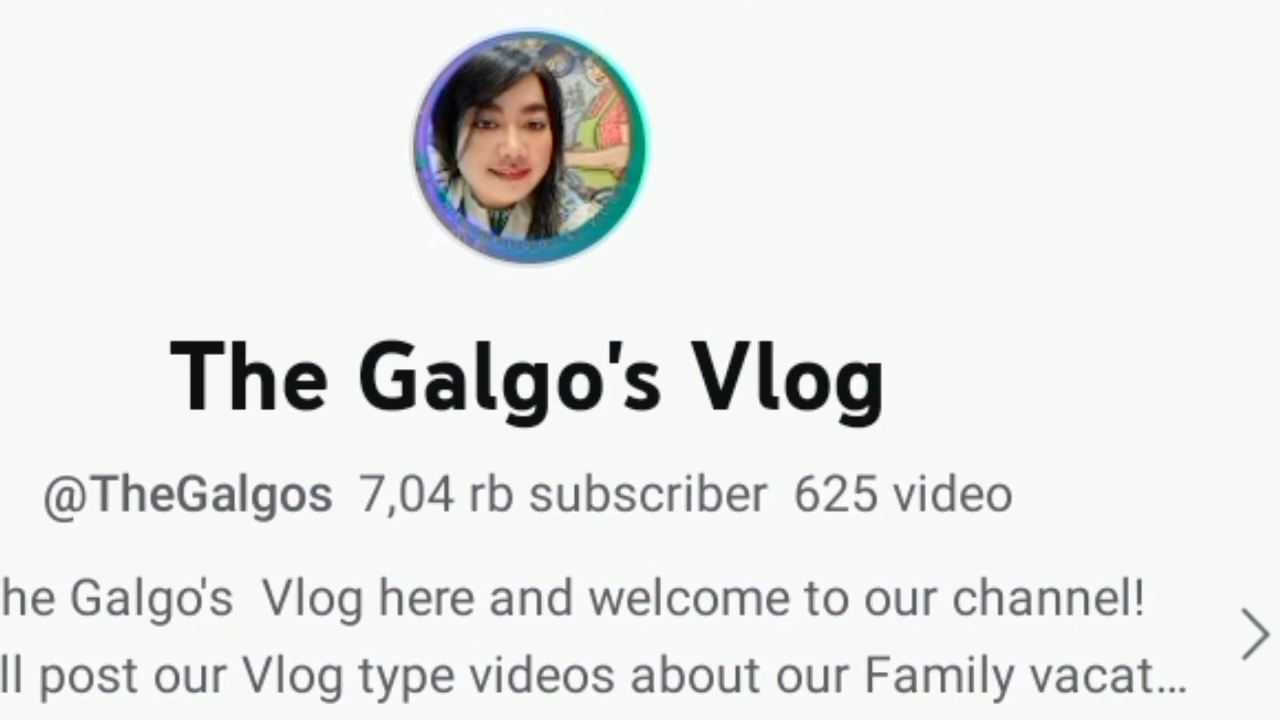 The Galgo's Vlog
@TheGalgos 7,04 rb subscriber 625 video
he Galgo's Vlog here and welcome to our channel!
ll post our Vlog type videos about our Family vacat...